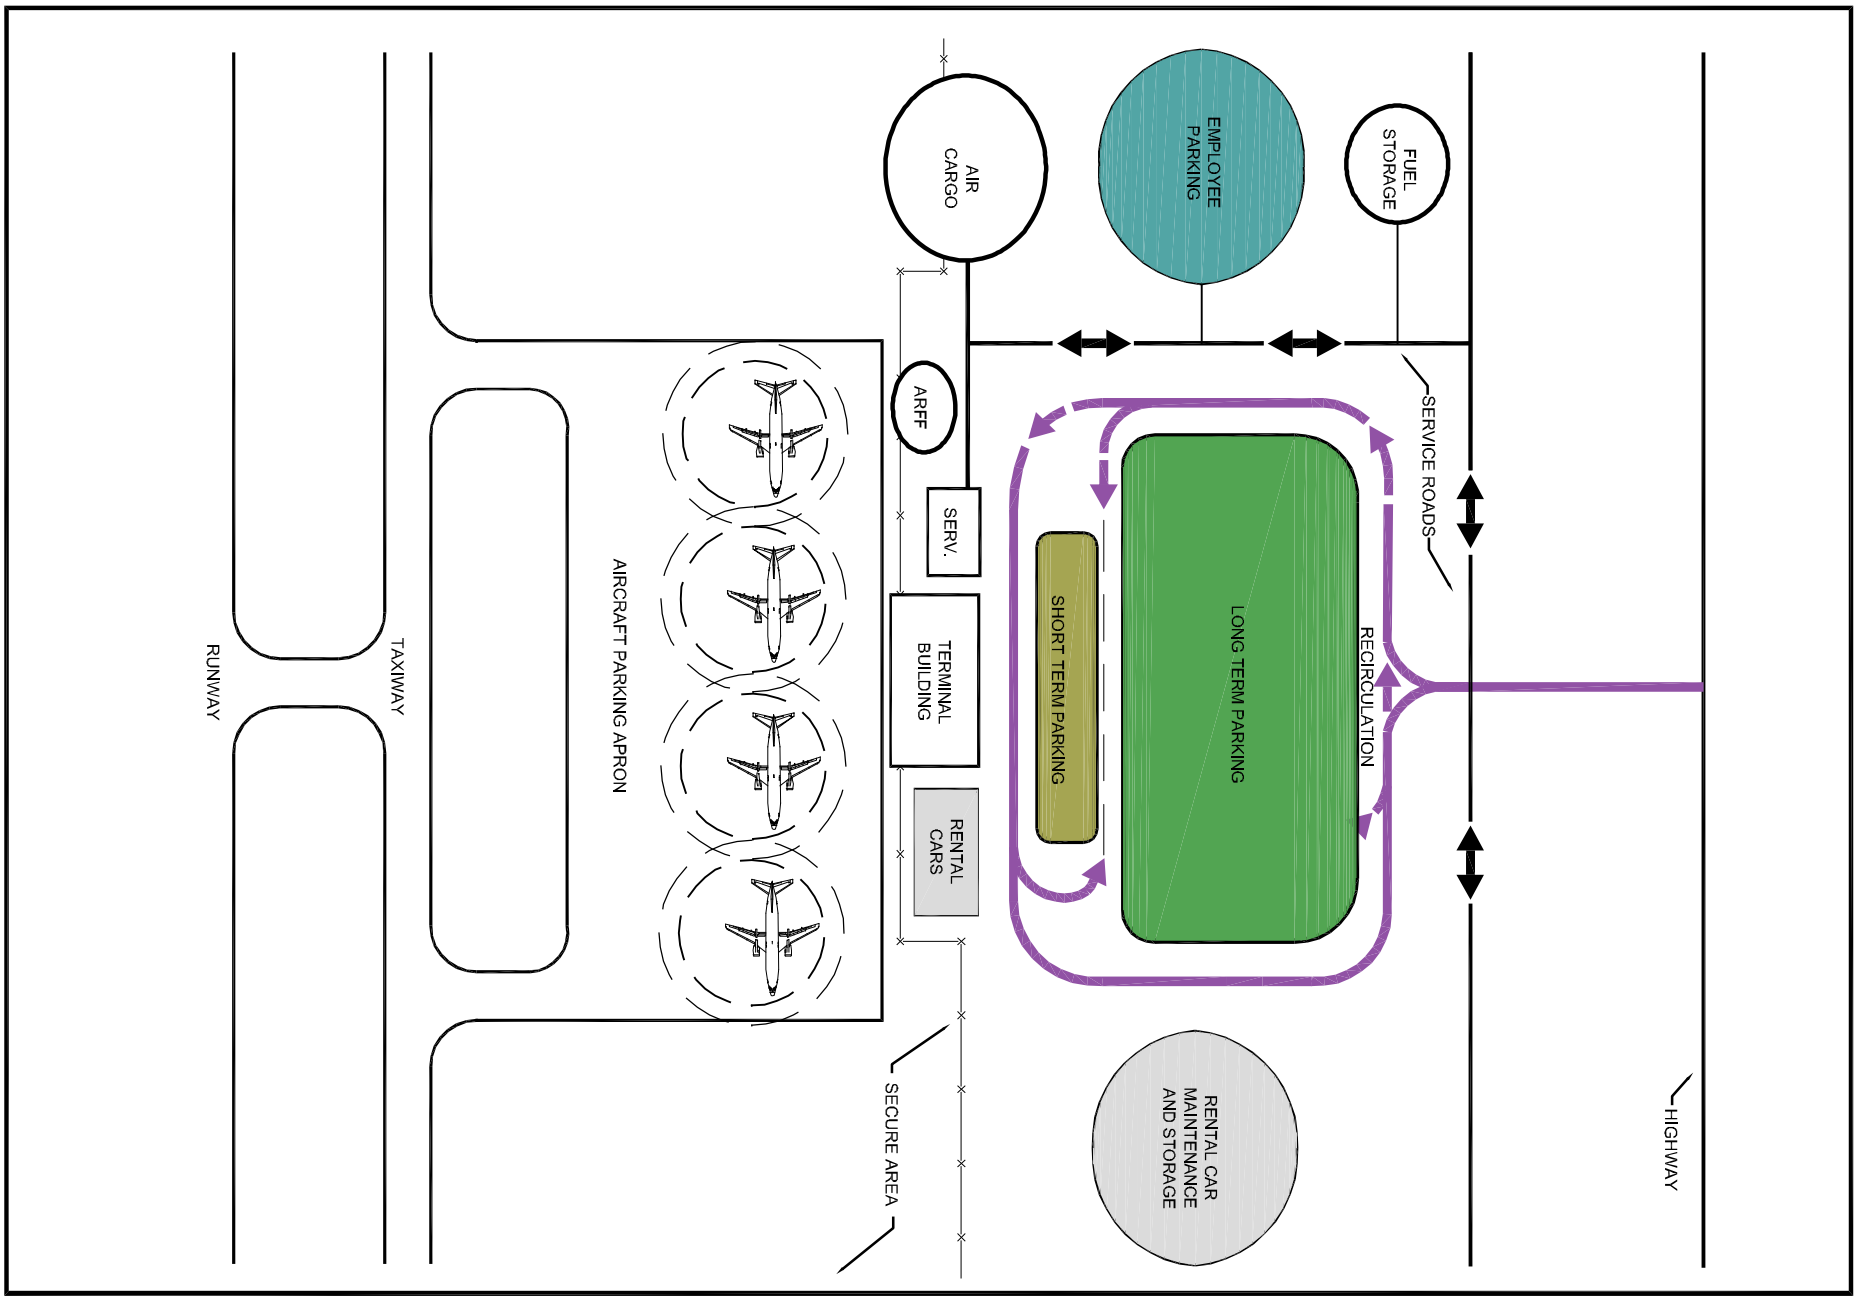 FUEL
STORAGE
EMPLOYEE
PARKING
AIR
CARGO
SERVICE ROADS
ARFF
SERV.
HIGHWAY
RECIRCULATION
LONG TERM PARKING
SHORT TERM PARKING
TERMINAL
BUILDING
AIRCRAFT PARKING APRON
TAXIWAY
RUNWAY
RENTAL
CARS
RENTAL CAR
MAINTENANCE
AND STORAGE
SECURE AREA